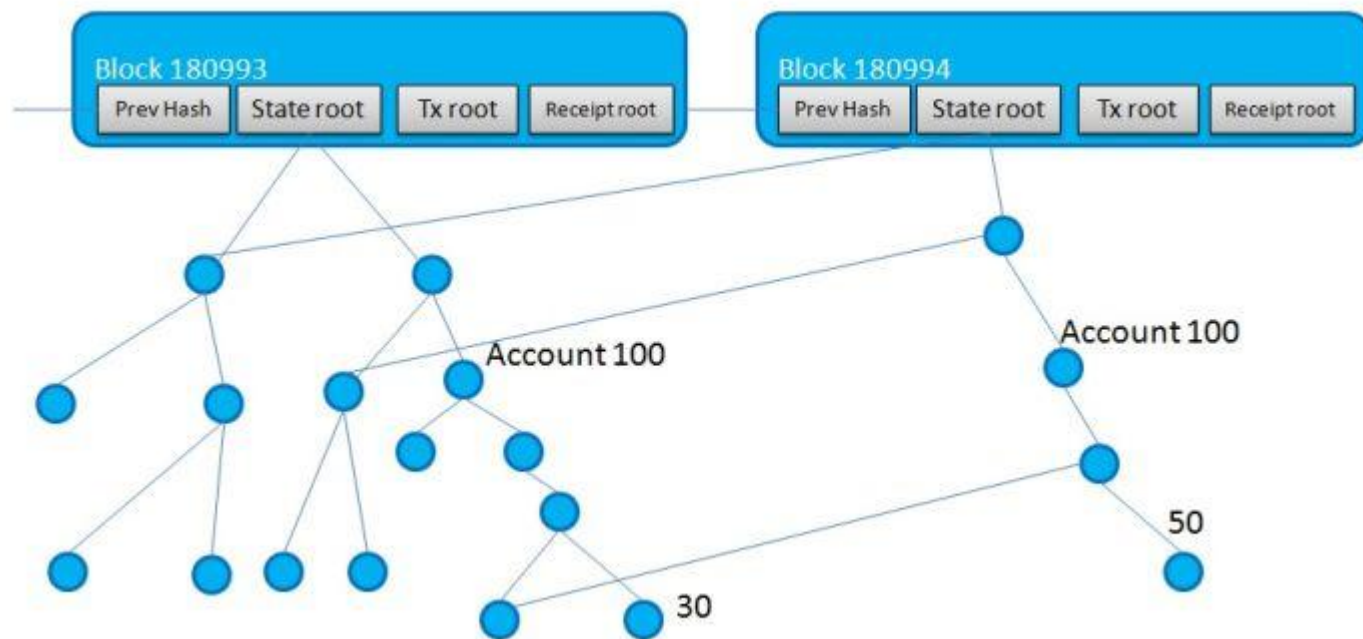 Block 180993
Prev Hash State root Tx root Receipt root
Block 180994
Prev Hash State root Tx root Receipt root
Account 100
30
Account 100
50